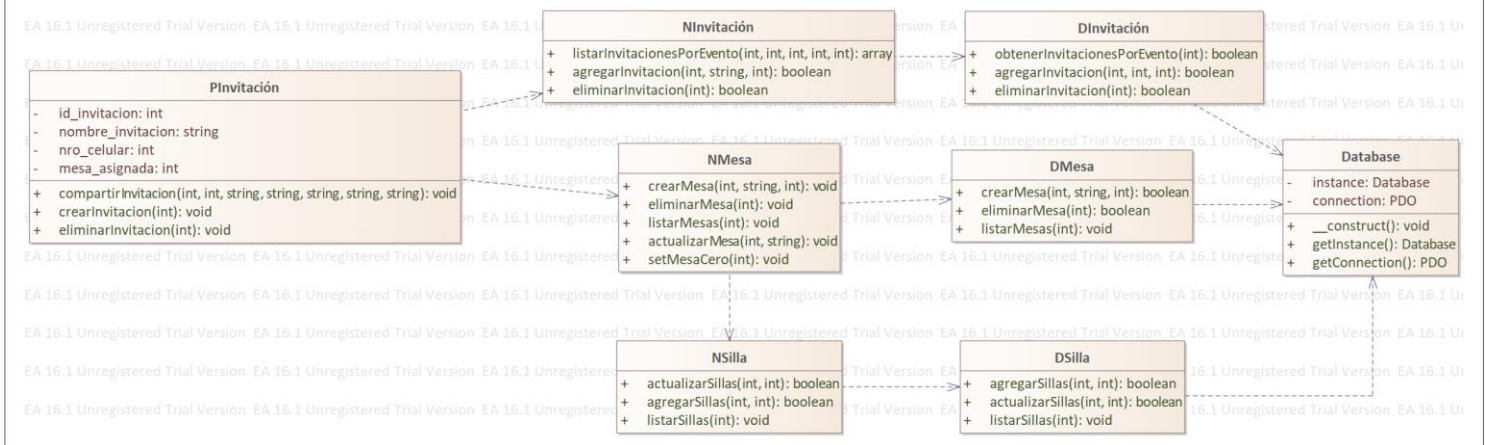 PInvitación
- id_invitacion: int
- nombre_invitacion: string
- nro_celular: int
- mesa_asignada: int
+ compartirInvitacion(int, int, string, string, string, string, string): void
+ crearInvitacion(int): void
+ eliminarInvitacion(int): void
NInvitación
+ listarInvitacionesPorEvento(int, int, int, int, int): array
+ agregarInvitacion(int, string, int): boolean
+ eliminarInvitacion(int): boolean
DInvitación
+ obtenerInvitacionesPorEvento(int): boolean
+ agregarInvitacion(int, int, int): boolean
+ eliminarInvitacion(int): boolean
NMesa
+ crearMesa(int, string, int): void
+ eliminarMesa(int): void
+ listarMesas(int): void
+ actualizarMesa(int, string): void
+ setMesaCero(int): void
DMesa
+ crearMesa(int, string, int): boolean
+ eliminarMesa(int): boolean
+ listarMesas(int): void
Database
- instance: Database
- connection: PDO
+ __construct(): void
+ getInstance(): Database
+ getConnection(): PDO
NSilla
+ actualizarSillas(int, int): boolean
+ agregarSillas(int, int): boolean
+ listarSillas(int): void
DSilla
+ agregarSillas(int, int): boolean
+ actualizarSillas(int, int): boolean
+ listarSillas(int): void
EA 16.1 Unregistered Trial Version